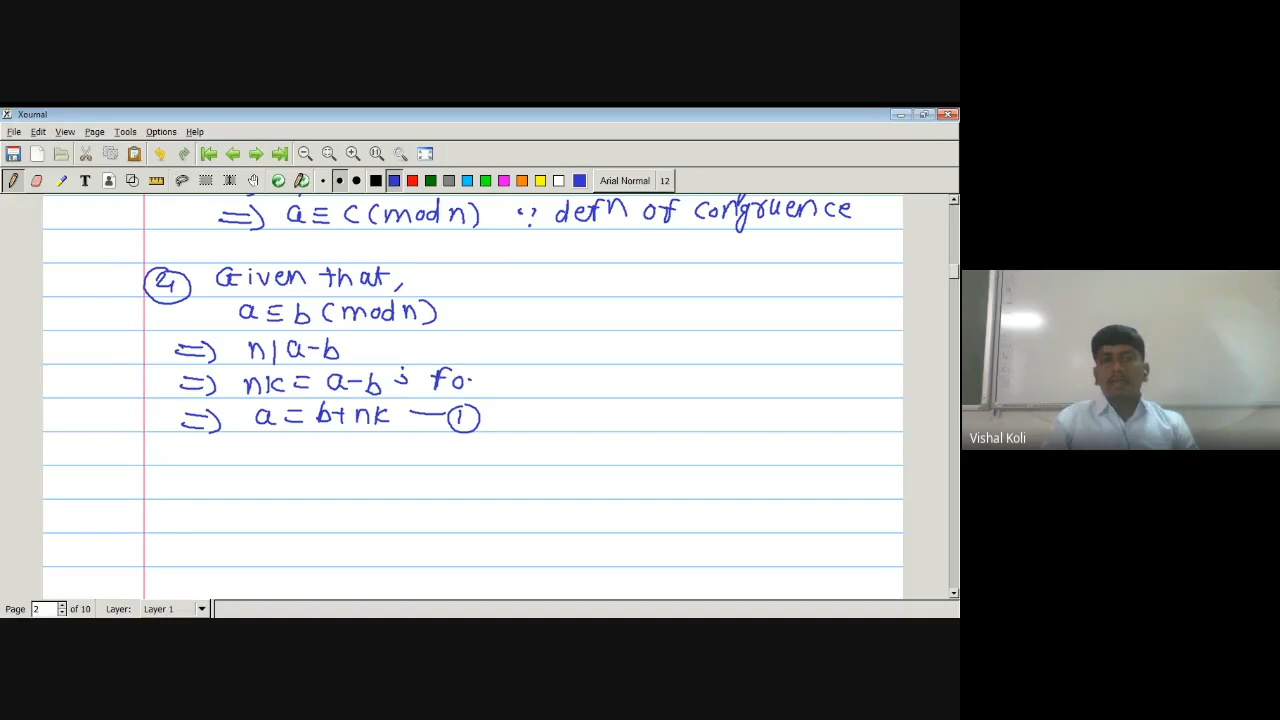 Xournal
File Edit View Page Tools Options Help
Arial Normal 12
=> a ≡ c (mod n) ∵ defn of congruence
4 Given that,
a ≡ b (mod n)
=> n | a-b
=> nk = a-b ; fo
=> a = b+nk — ①
Vishal Koli
Page 2 of 10 Layer: Layer 1